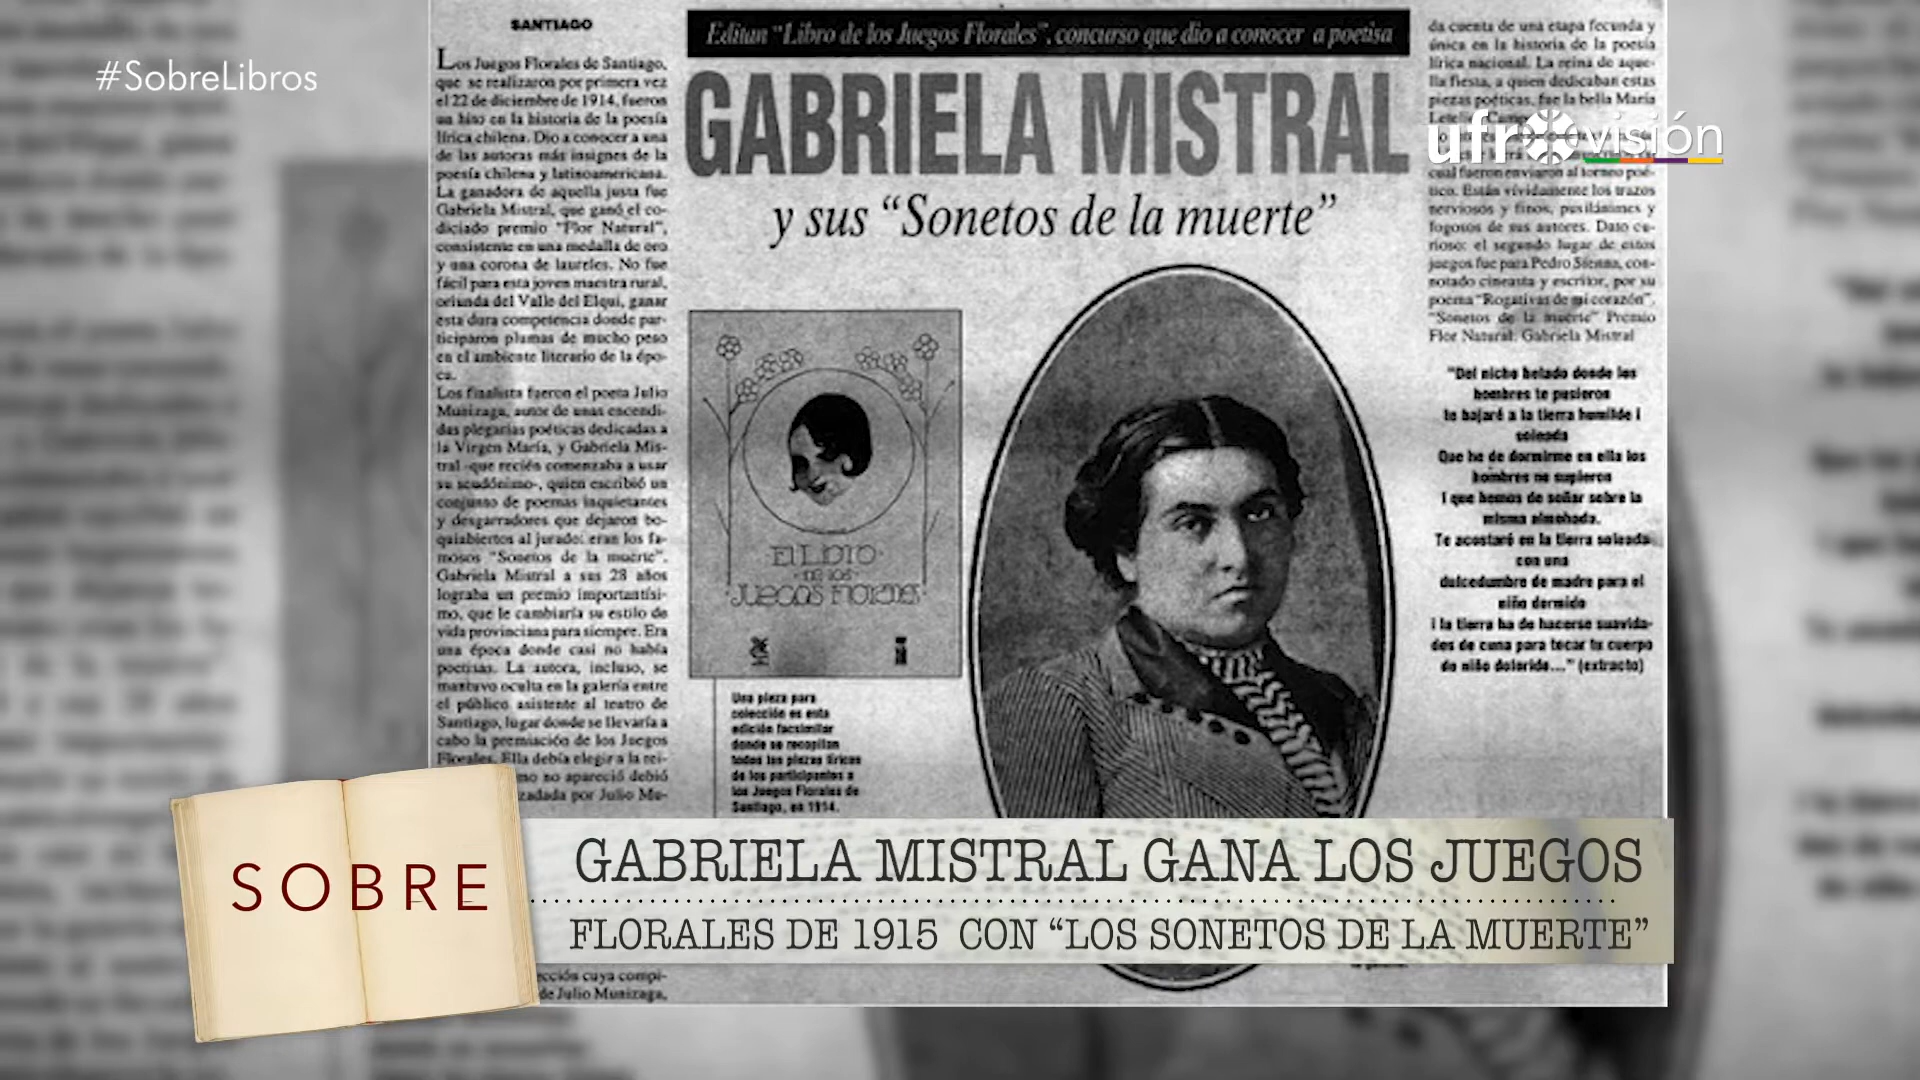 #SobreLibros
ufrovisión
SANTIAGO
Los Juegos Florales de Santiago,
que se realizaron por primera vez
el 22 de diciembre de 1914, fueron
un hito en la historia de la poesía
lírica chilena. Dio a conocer a una
de las autoras más insignes de la
poesía chilena y latinoamericana.
La ganadora de aquella justa fue
Gabriela Mistral, que ganó el co-
diciado premio "Flor Natural",
consistente en una medalla de oro
y una corona de laureles. No fue
fácil para esta joven maestra rural,
oriunda del Valle del Elqui, ganar
esta dura competencia donde par-
ticiparon plumas de mucho peso
en el ambiente literario de la épo-
ca.
Los finalista fueron el poeta Julio
Munizaga, autor de unas encendi-
das plegarias poéticas dedicadas a
la Virgen María, y Gabriela Mis-
tral -que recién comenzaba a usar
su seudónimo-, quien escribió un
conjunto de poemas inquietantes
y desgarradores que dejaron bo-
quiabiertos al jurado: eran los fa-
mosos "Sonetos de la muerte".
Gabriela Mistral a sus 28 años
lograba un premio importantísi-
mo, que le cambiaría su estilo de
vida provinciana para siempre. Era
una época donde casi no había
poetisas. La autora, incluso, se
mantuvo oculta en la galería entre
el público asistente al teatro de
Santiago, lugar donde se llevaría a
cabo la premiación de los Juegos
Florales. Ella debía elegir a la rei-
mo no apareció debió
zadada por Julio Mu-
ección cuya compi-
de Julio Munizaga,
Editan "Libro de los Juegos Florales", concurso que dio a conocer a poetisa
GABRIELA MISTRAL
y sus "Sonetos de la muerte"
El Libro
de los
Juegos Florales
Una pieza para
colección es esta
edición facsimilar
donde se recopilan
todas las piezas líricas
de los participantes a
los Juegos Florales de
Santiago, en 1914.
da cuenta de una etapa fecunda y
única en la historia de la poesía
lírica nacional. La reina de aque-
lla fiesta, a quien dedicaban estas
piezas poéticas, fue la bella María
Letelier
cual fueron enviaron al torneo poé-
tico. Están vívidamente los trazos
nerviosos y finos, pusilánimes y
fogosos de sus autores. Dato cu-
rioso: el segundo lugar de estos
juegos fue para Pedro Sienna, con-
notado cineasta y escritor, por su
poema "Rogativas de mi corazón".
"Sonetos de la muerte" Premio
Flor Natural: Gabriela Mistral
"Del nicho helado donde los
hombres te pusieron
te bajaré a la tierra humilde i
soleada
Que he de dormirme en ella los
hombres no supieron
i que hemos de soñar sobre la
misma almohada.
Te acostaré en la tierra soleada
con una
dulcedumbre de madre para el
niño dormido
i la tierra ha de hacerse suavida-
des de cuna para tocar tu cuerpo
de niño dolorido..." (extracto)
SOBRE
GABRIELA MISTRAL GANA LOS JUEGOS
FLORALES DE 1915 CON “LOS SONETOS DE LA MUERTE”